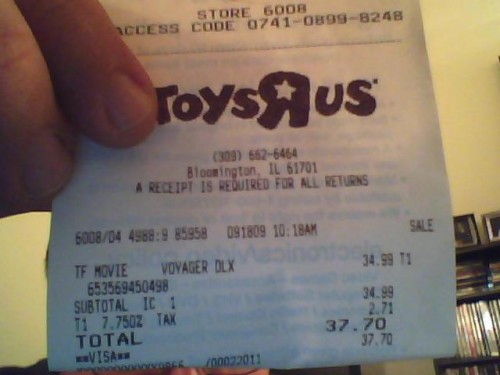 STORE 6008
ACCESS CODE 0741-0899-8248
ToysRUs
(309) 662-6464
Bloomington, IL 61701
A RECEIPT IS REQUIRED FOR ALL RETURNS
6008/04 4988:9 85958 091809 10:18AM SALE
TF MOVIE VOYAGER DLX 34.99 T1
653569450498
SUBTOTAL IC 1 34.99
T1 7.750% TAX 2.71
TOTAL 37.70
**VISA** 37.70
/00022011